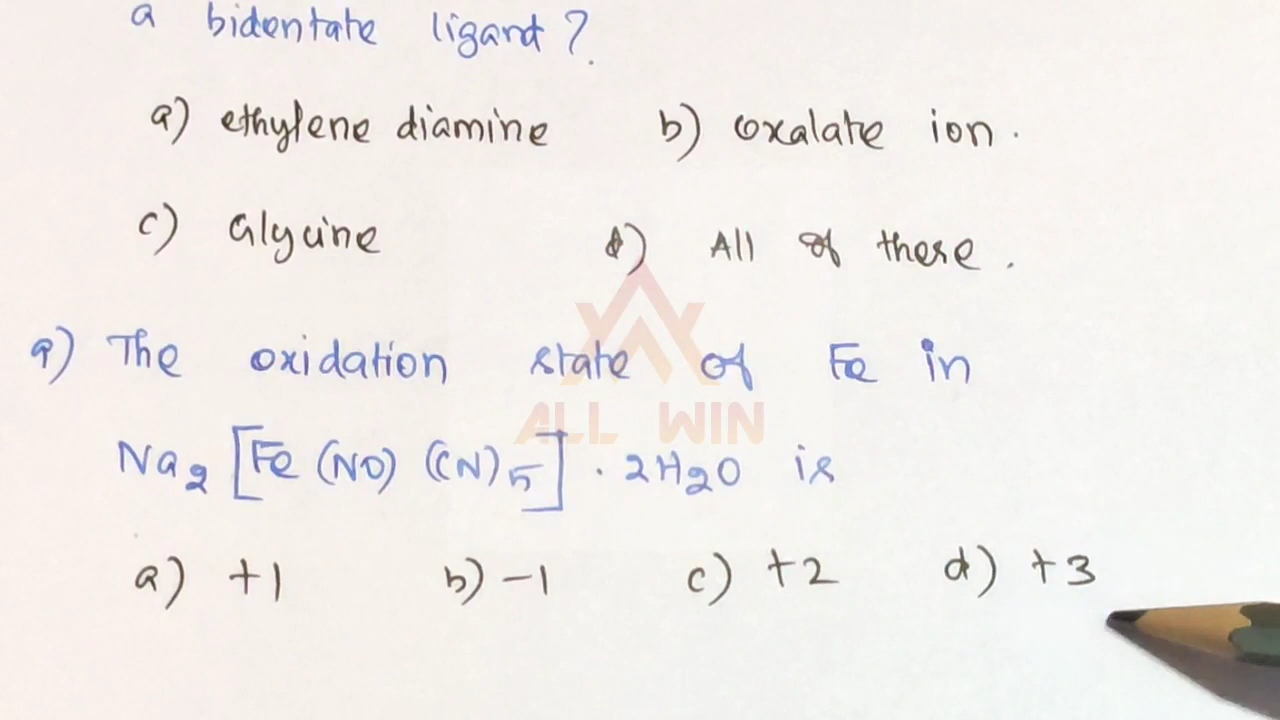 a bidentate ligant?
a) ethylene diamine b) oxalate ion.
c) Glycine d) All of these.
9) The oxidation state of Fe in
Na2 [Fe (NO) (CN)5] . 2H2O is
a) +1 b) -1 c) +2 d) +3
ALL WIN